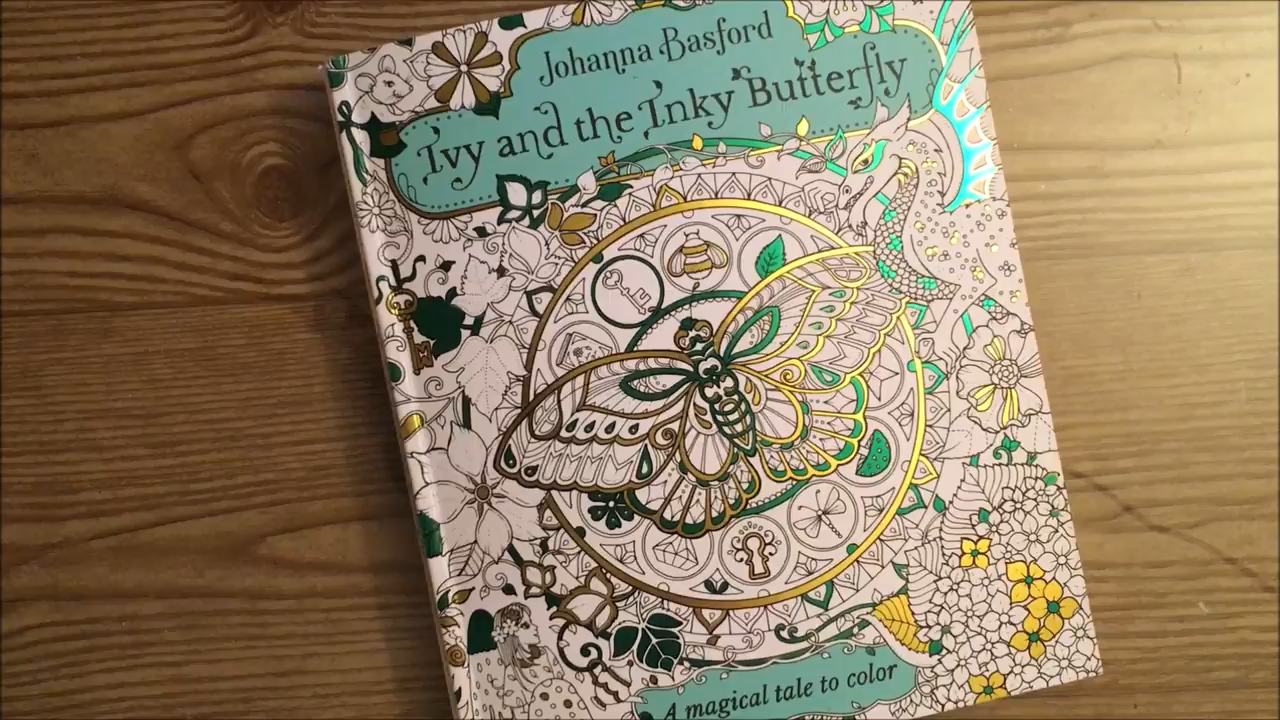 Johanna Basford
Ivy and the Inky Butterfly
A magical tale to color